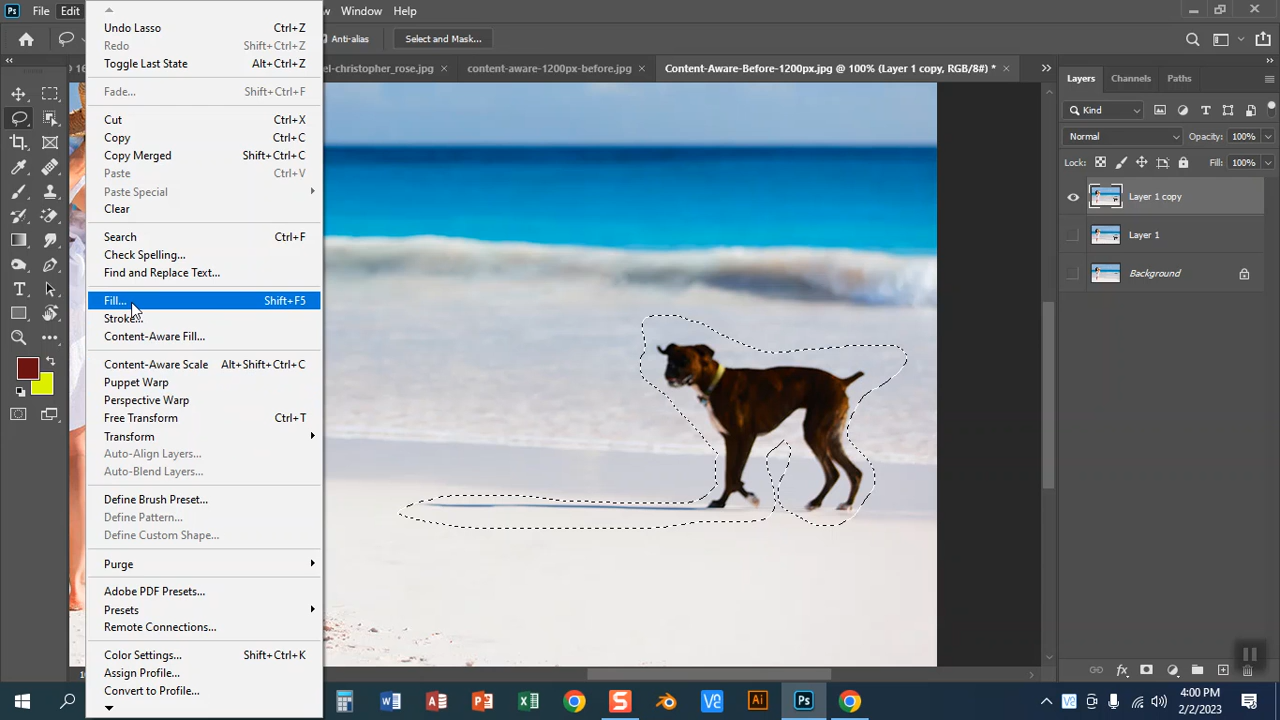 Ps File Edit View Window Help
Anti-alias Select and Mask...
el-christopher_rose.jpg × content-aware-1200px-before.jpg × Content-Aware-Before-1200px.jpg @ 100% (Layer 1 copy, RGB/8#) * ×
Undo Lasso Ctrl+Z
Redo Shift+Ctrl+Z
Toggle Last State Alt+Ctrl+Z
Fade... Shift+Ctrl+F
Cut Ctrl+X
Copy Ctrl+C
Copy Merged Shift+Ctrl+C
Paste Ctrl+V
Paste Special
Clear
Search Ctrl+F
Check Spelling...
Find and Replace Text...
Fill... Shift+F5
Stroke...
Content-Aware Fill...
Content-Aware Scale Alt+Shift+Ctrl+C
Puppet Warp
Perspective Warp
Free Transform Ctrl+T
Transform
Auto-Align Layers...
Auto-Blend Layers...
Define Brush Preset...
Define Pattern...
Define Custom Shape...
Purge
Adobe PDF Presets...
Presets
Remote Connections...
Color Settings... Shift+Ctrl+K
Assign Profile...
Convert to Profile...
Layers Channels Paths
Kind
Normal Opacity: 100%
Lock: Fill: 100%
Layer 1 copy
Layer 1
Background
Ai Ps
4:00 PM
2/2/2023